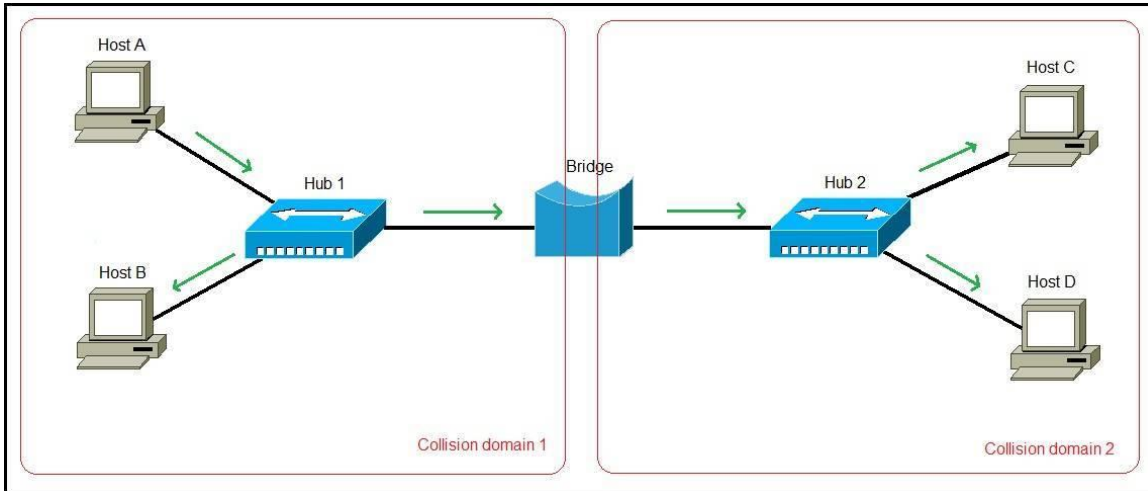 Host A
Host C
Bridge
Hub 1
Hub 2
Host B
Host D
Collision domain 1
Collision domain 2